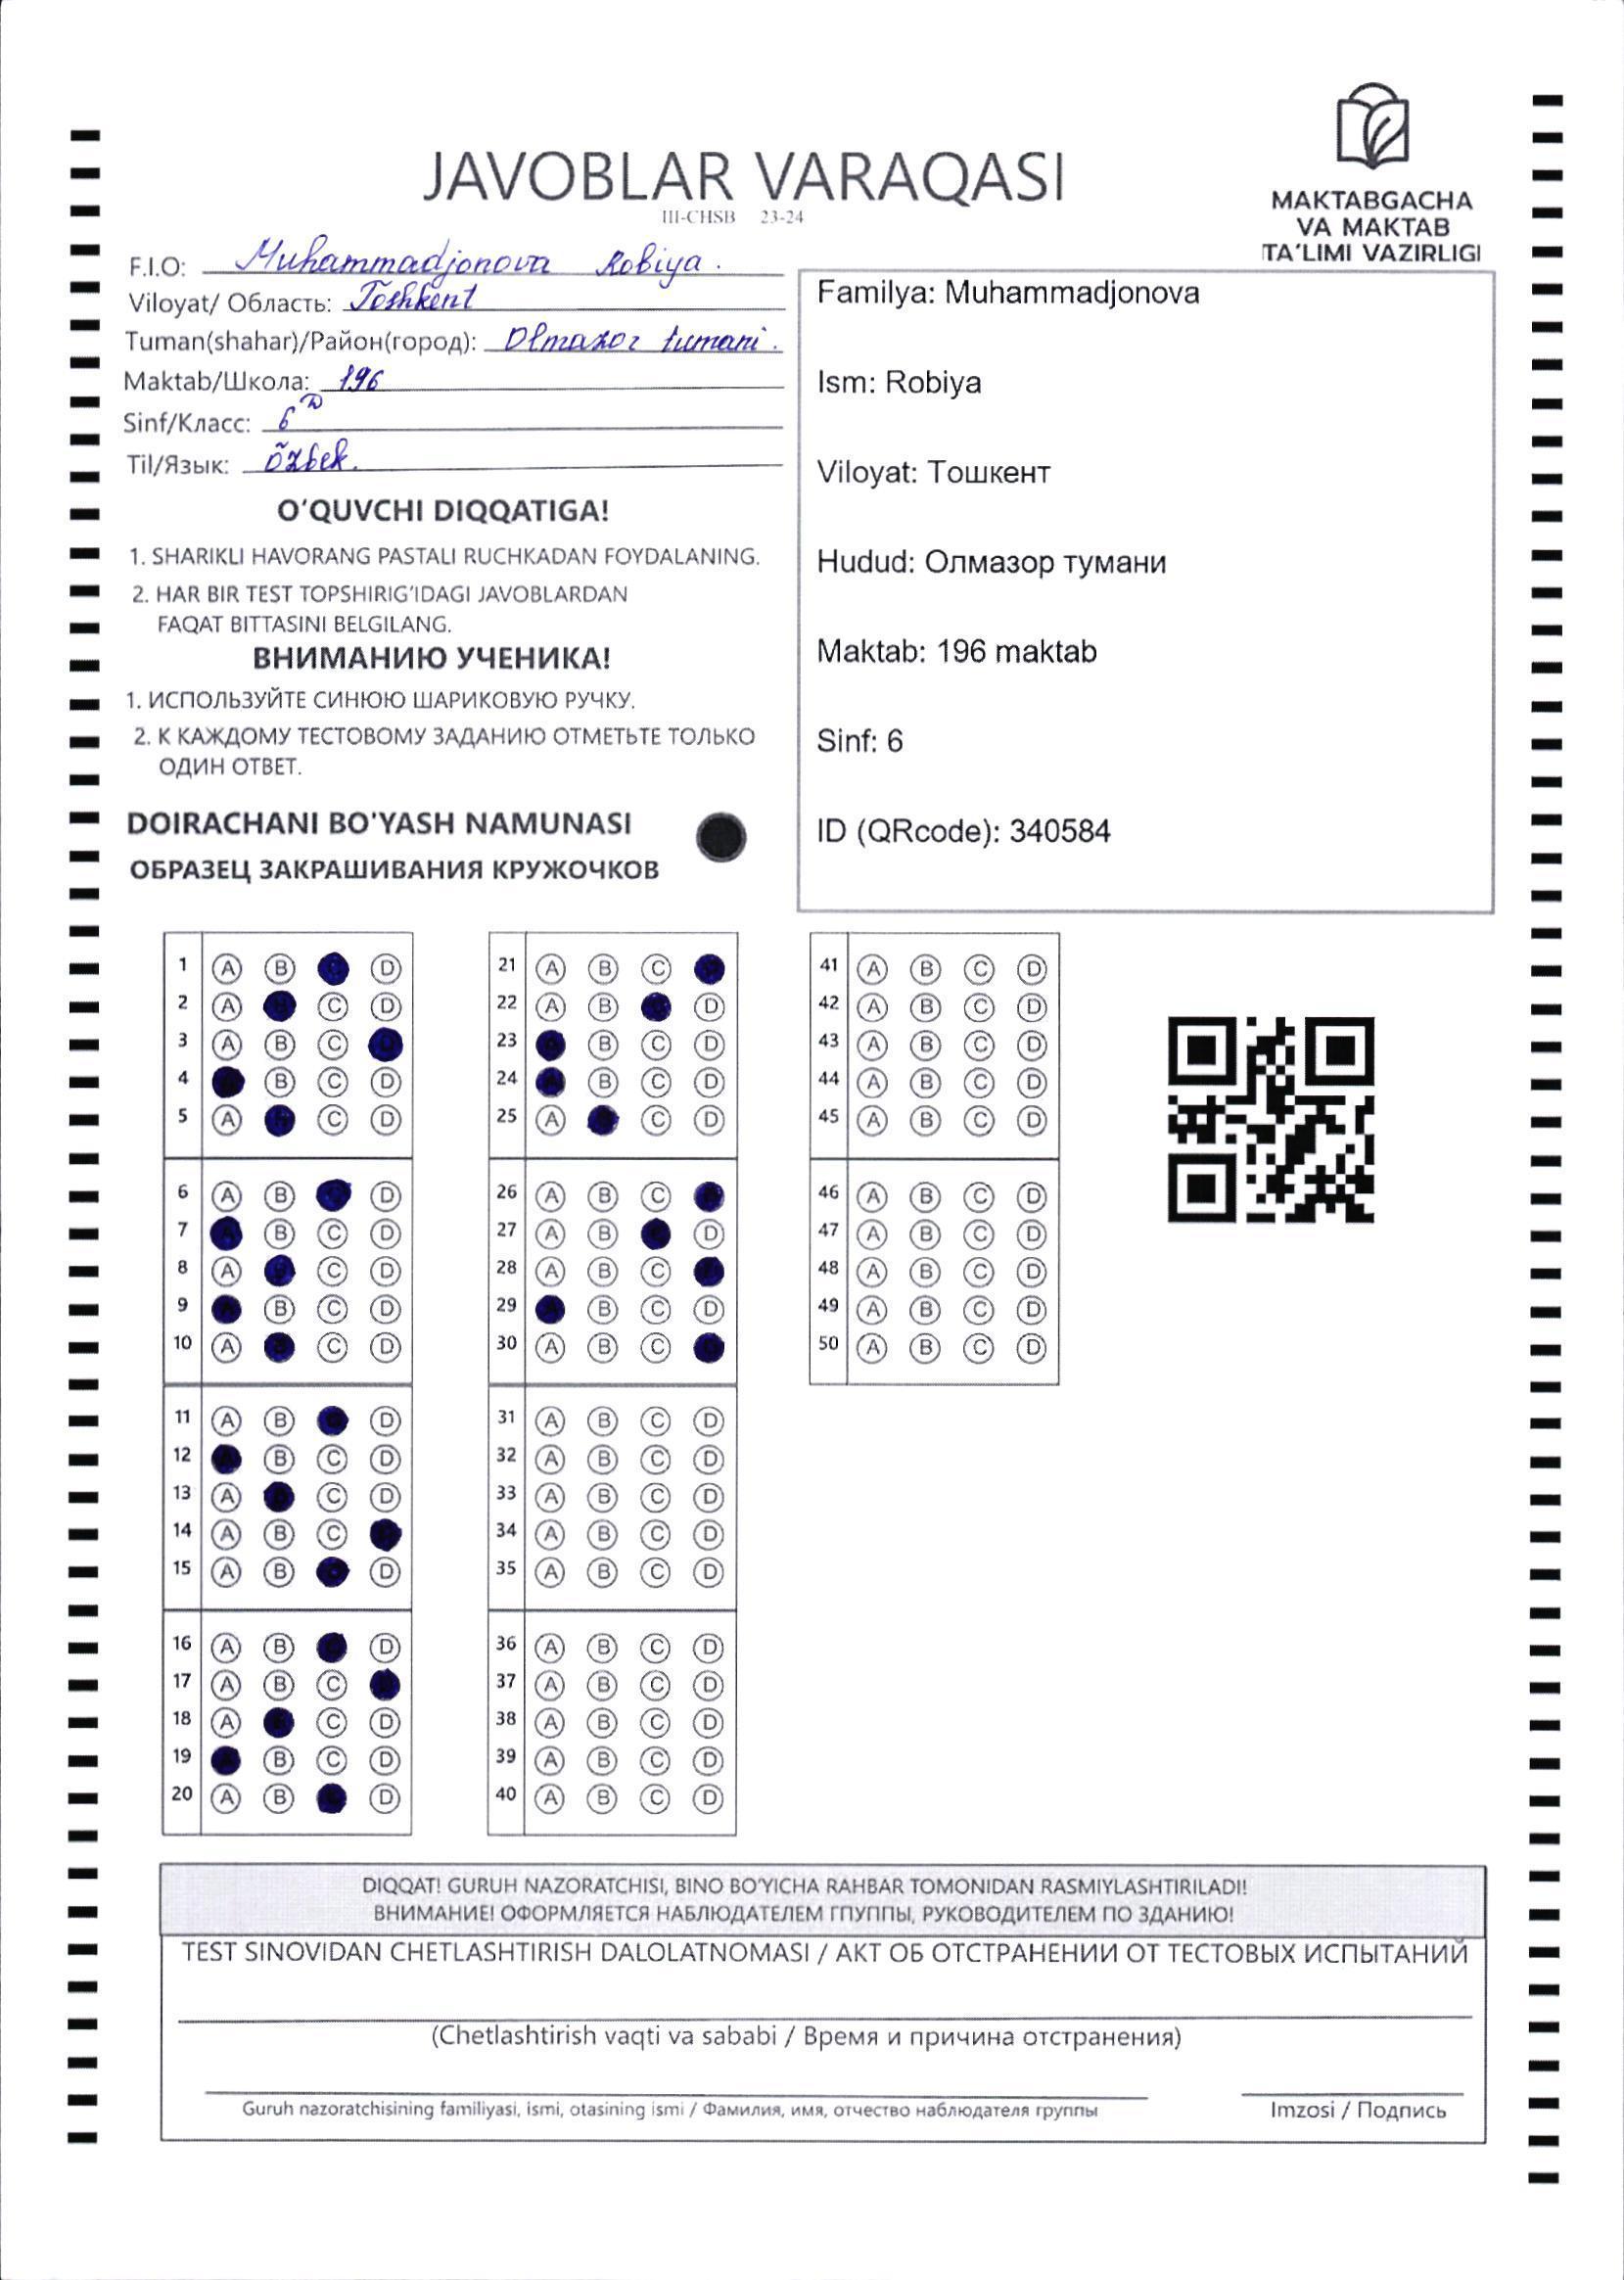 JAVOBLAR VARAQASI
III-CHSB 23-24
MAKTABGACHA
VA MAKTAB
TA'LIMI VAZIRLIGI
F.I.O: Muhammadjonova Robiya.
Viloyat/ Область: Toshkent
Tuman(shahar)/Район(город): Olmazor tumani.
Maktab/Школа: 196
Sinf/Класс: 6 D
Til/Язык: õzbek.
O'QUVCHI DIQQATIGA!
1. SHARIKLI HAVORANG PASTALI RUCHKADAN FOYDALANING.
2. HAR BIR TEST TOPSHIRIG'IDAGI JAVOBLARDAN
FAQAT BITTASINI BELGILANG.
ВНИМАНИЮ УЧЕНИКА!
1. ИСПОЛЬЗУЙТЕ СИНЮЮ ШАРИКОВУЮ РУЧКУ.
2. К КАЖДОМУ ТЕСТОВОМУ ЗАДАНИЮ ОТМЕТЬТЕ ТОЛЬКО
ОДИН ОТВЕТ.
DOIRACHANI BO'YASH NAMUNASI
ОБРАЗЕЦ ЗАКРАШИВАНИЯ КРУЖОЧКОВ
Familya: Muhammadjonova
Ism: Robiya
Viloyat: Тошкент
Hudud: Олмазор тумани
Maktab: 196 maktab
Sinf: 6
ID (QRcode): 340584
1 A B D
2 A C D
3 A B C
4 B C D
5 A C D
6 A B D
7 B C D
8 A C D
9 B C D
10 A C D
11 A B D
12 B C D
13 A C D
14 A B C
15 A B D
16 A B D
17 A B C
18 A C D
19 B C D
20 A B D
21 A B C
22 A B D
23 B C D
24 B C D
25 A C D
26 A B C
27 A B D
28 A B C
29 B C D
30 A B C
31 A B C D
32 A B C D
33 A B C D
34 A B C D
35 A B C D
36 A B C D
37 A B C D
38 A B C D
39 A B C D
40 A B C D
41 A B C D
42 A B C D
43 A B C D
44 A B C D
45 A B C D
46 A B C D
47 A B C D
48 A B C D
49 A B C D
50 A B C D
DIQQAT! GURUH NAZORATCHISI, BINO BO'YICHA RAHBAR TOMONIDAN RASMIYLASHTIRILADI!
ВНИМАНИЕ! ОФОРМЛЯЕТСЯ НАБЛЮДАТЕЛЕМ ГПУППЫ, РУКОВОДИТЕЛЕМ ПО ЗДАНИЮ!
TEST SINOVIDAN CHETLASHTIRISH DALOLATNOMASI / АКТ ОБ ОТСТРАНЕНИИ ОТ ТЕСТОВЫХ ИСПЫТАНИЙ
(Chetlashtirish vaqti va sababi / Время и причина отстранения)
Guruh nazoratchisining familiyasi, ismi, otasining ismi / Фамилия, имя, отчество наблюдателя группы
Imzosi / Подпись